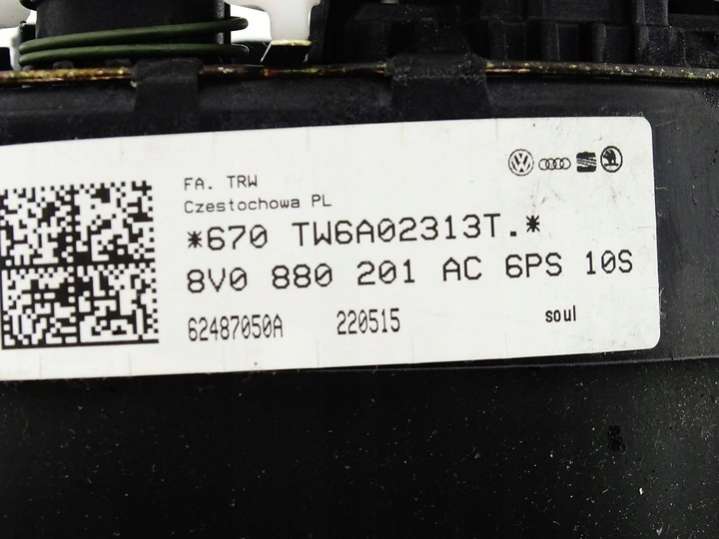 FA. TRW
Czestochowa PL
*670 TW6A02313T.*
8V0 880 201 AC 6PS 10S
62487050A 220515 soul